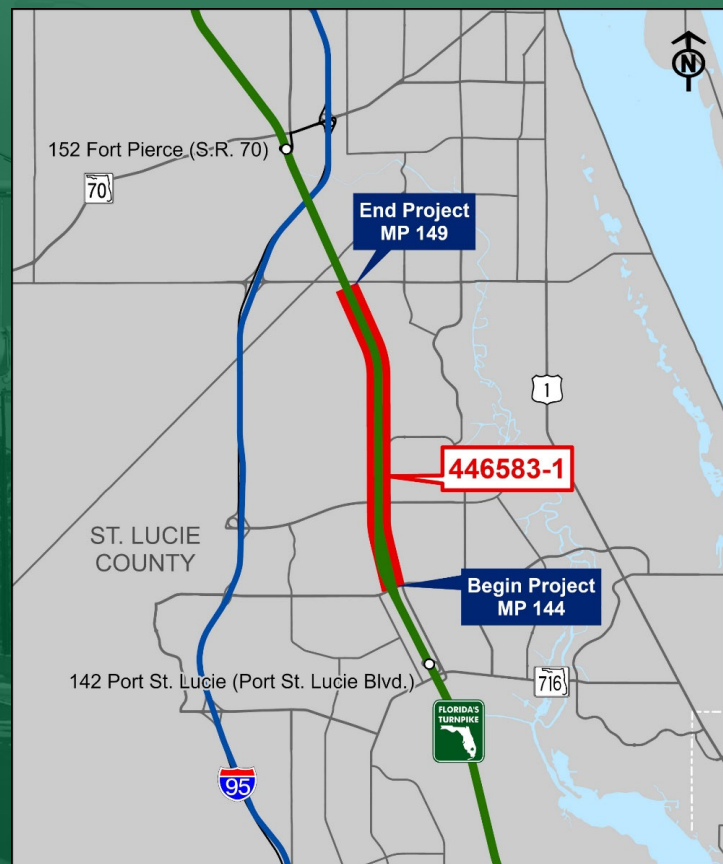 N
152 Fort Pierce (S.R. 70)
70
End Project
MP 149
1
446583-1
ST. LUCIE
COUNTY
Begin Project
MP 144
142 Port St. Lucie (Port St. Lucie Blvd.)
716
FLORIDA'S
TURNPIKE
95